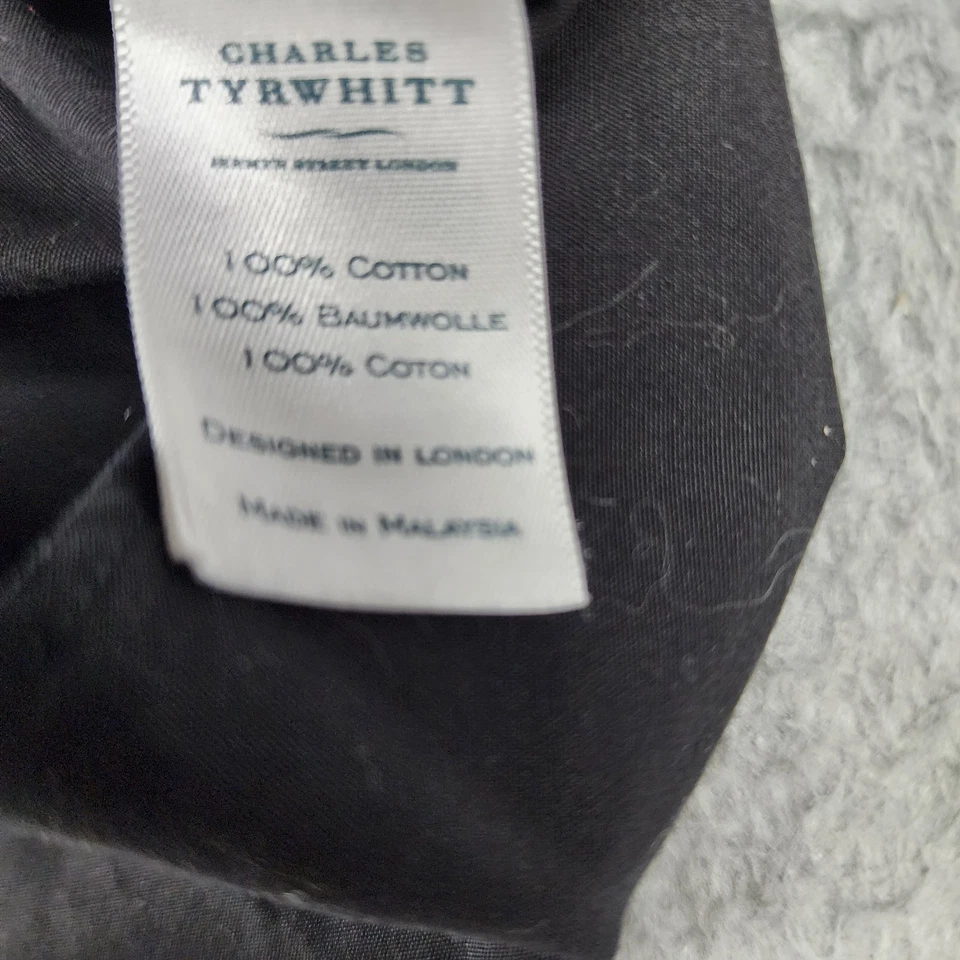 CHARLES
TYRWHITT
JERMYN STREET LONDON
100% COTTON
100% BAUMWOLLE
100% COTON
DESIGNED IN LONDON
MADE IN MALAYSIA